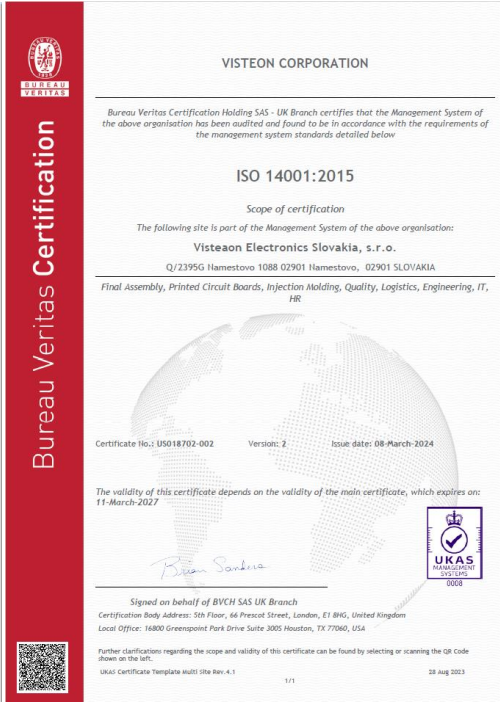 BUREAU VERITAS
1828
BUREAU
VERITAS
Bureau Veritas Certification
VISTEON CORPORATION
Bureau Veritas Certification Holding SAS - UK Branch certifies that the Management System of
the above organisation has been audited and found to be in accordance with the requirements of
the management system standards detailed below
ISO 14001:2015
Scope of certification
The following site is part of the Management System of the above organisation:
Visteaon Electronics Slovakia, s.r.o.
Q/2395G Namestovo 1088 02901 Namestovo, 02901 SLOVAKIA
Final Assembly, Printed Circuit Boards, Injection Molding, Quality, Logistics, Engineering, IT,
HR
Certificate No.: US018702-002 Version: 2 Issue date: 08-March-2024
The validity of this certificate depends on the validity of the main certificate, which expires on:
11-March-2027
Brian Sanders
UKAS
MANAGEMENT
SYSTEMS
0008
Signed on behalf of BVCH SAS UK Branch
Certification Body Address: 5th Floor, 66 Prescot Street, London, E1 8HG, United Kingdom
Local Office: 16800 Greenspoint Park Drive Suite 300S Houston, TX 77060, USA
Further clarifications regarding the scope and validity of this certificate can be found by selecting or scanning the QR Code
shown on the left.
UKAS Certificate Template Multi Site Rev.4.1 28 Aug 2023
1/1